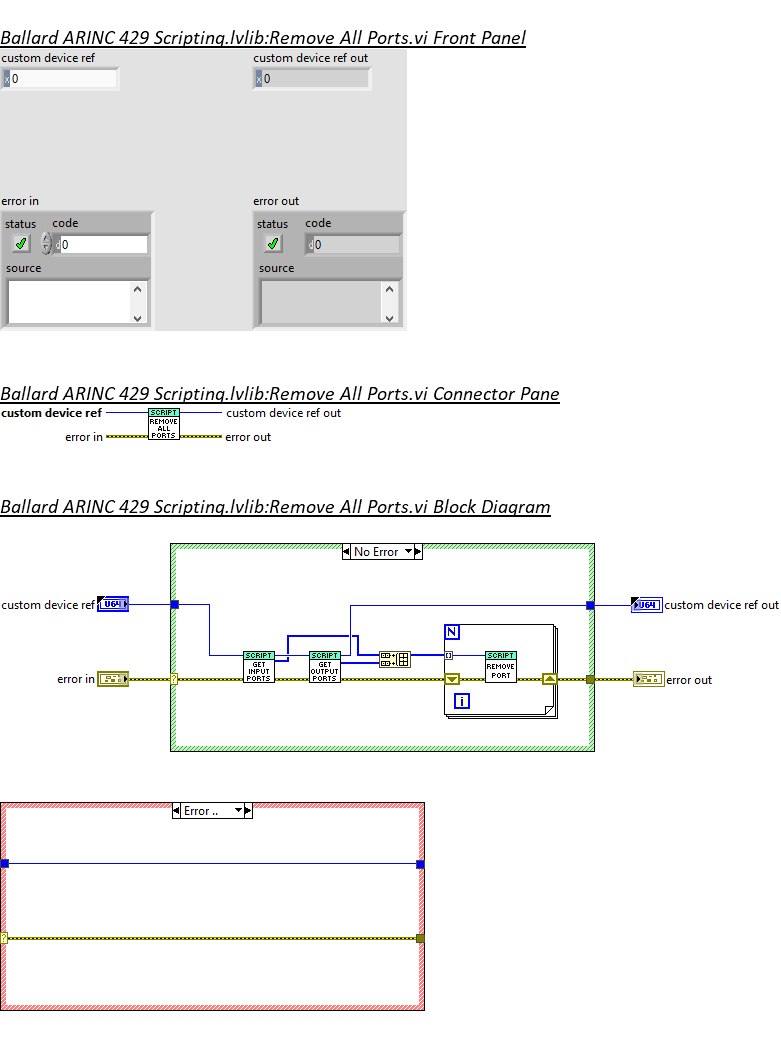 Ballard ARINC 429 Scripting.lvlib:Remove All Ports.vi Front Panel
custom device ref
custom device ref out
x 0
x 0
error in
error out
status code
status code
d 0
d 0
source
source
Ballard ARINC 429 Scripting.lvlib:Remove All Ports.vi Connector Pane
custom device ref
SCRIPT
REMOVE
ALL
PORTS
custom device ref out
error in
error out
Ballard ARINC 429 Scripting.lvlib:Remove All Ports.vi Block Diagram
No Error
custom device ref
U64
U64
custom device ref out
N
SCRIPT
GET
INPUT
PORTS
SCRIPT
GET
OUTPUT
PORTS
SCRIPT
REMOVE
PORT
error in
?
error out
i
Error ..
?